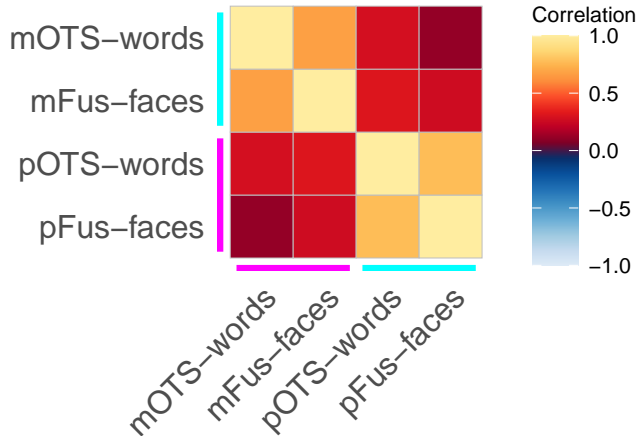 Correlation
mOTS−words
mFus−faces
pOTS−words
pFus−faces
1.0
0.5
0.0
−0.5
−1.0
mOTS−words
mFus−faces
pOTS−words
pFus−faces